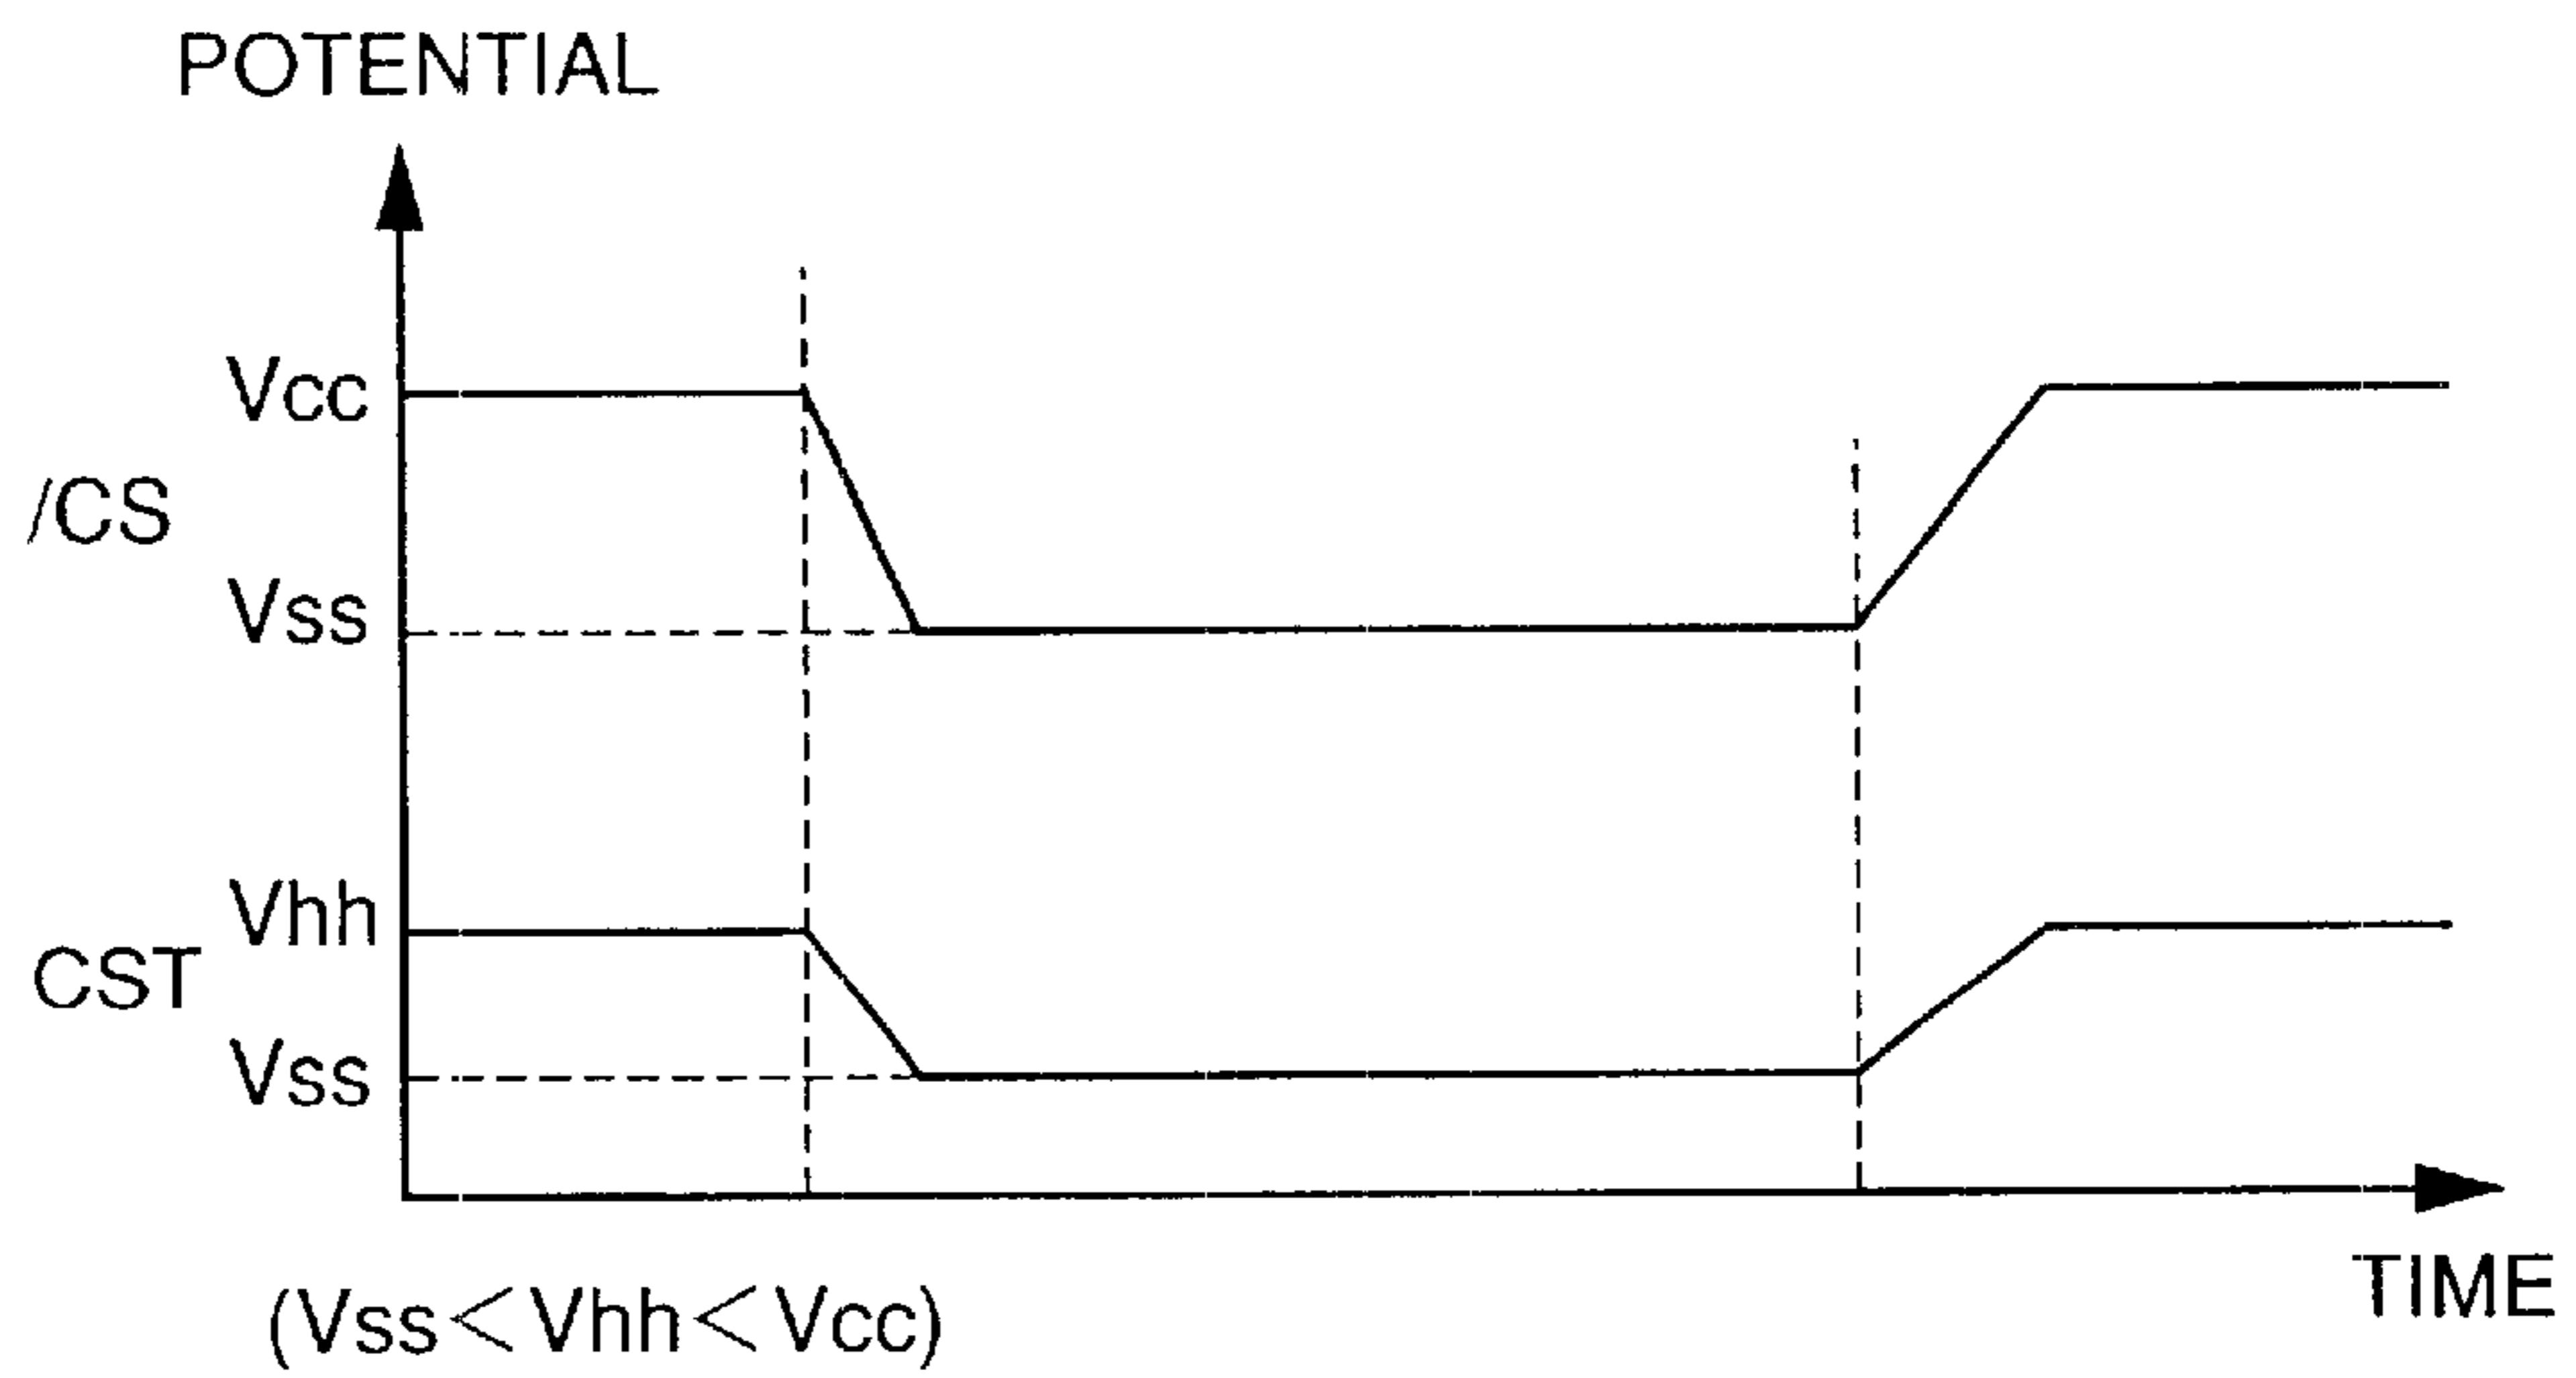 POTENTIAL
Vcc
/CS
Vss
Vhh
CST
Vss
TIME
(Vss<Vhh<Vcc)